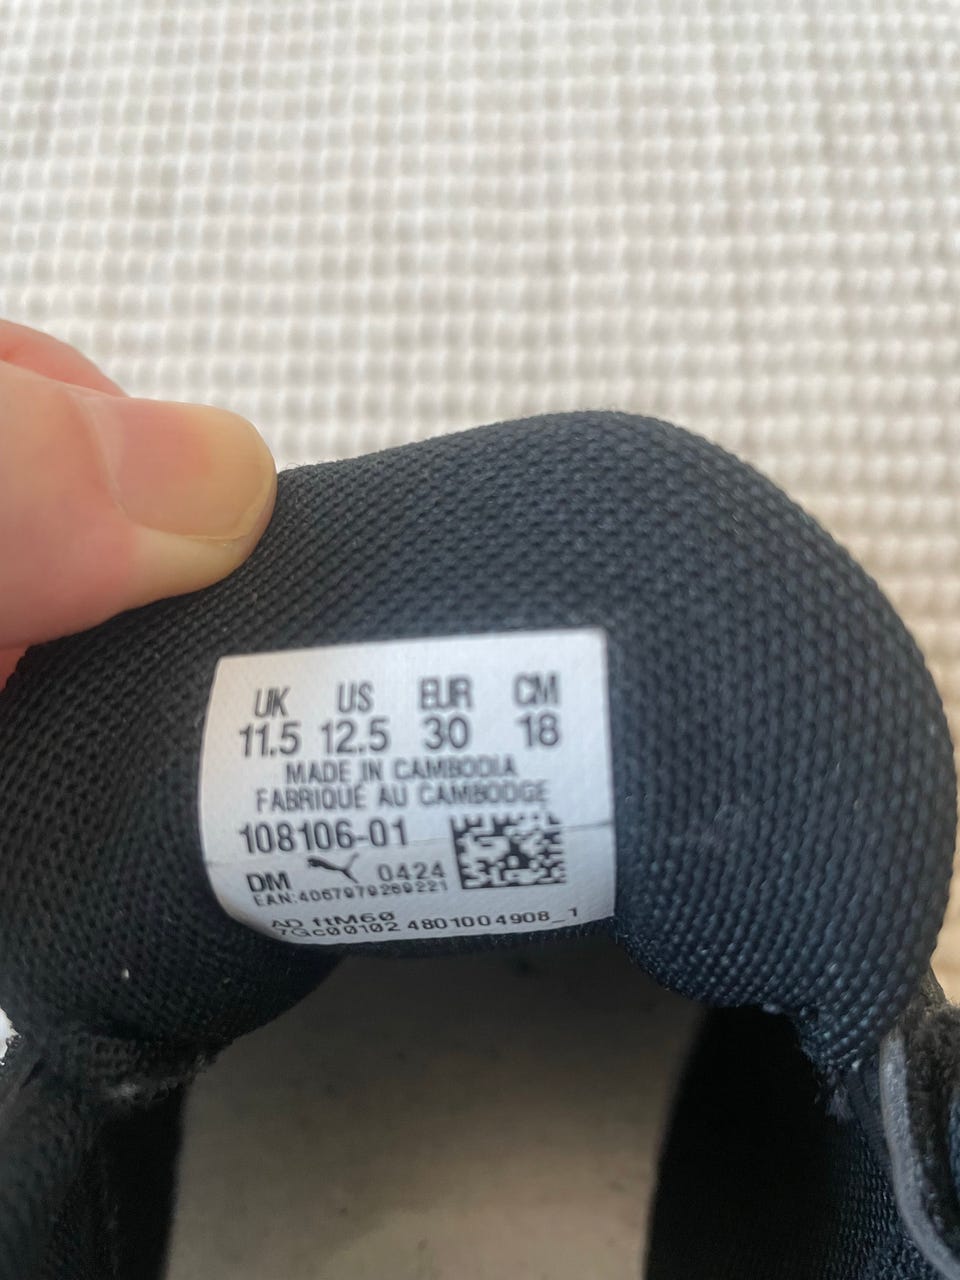 UK US EUR CM
11.5 12.5 30 18
MADE IN CAMBODIA
FABRIQUÉ AU CAMBODGE
108106-01
DM 0424
EAN:4067979269221
AD ttM60
7Gc00102 4801004908_1